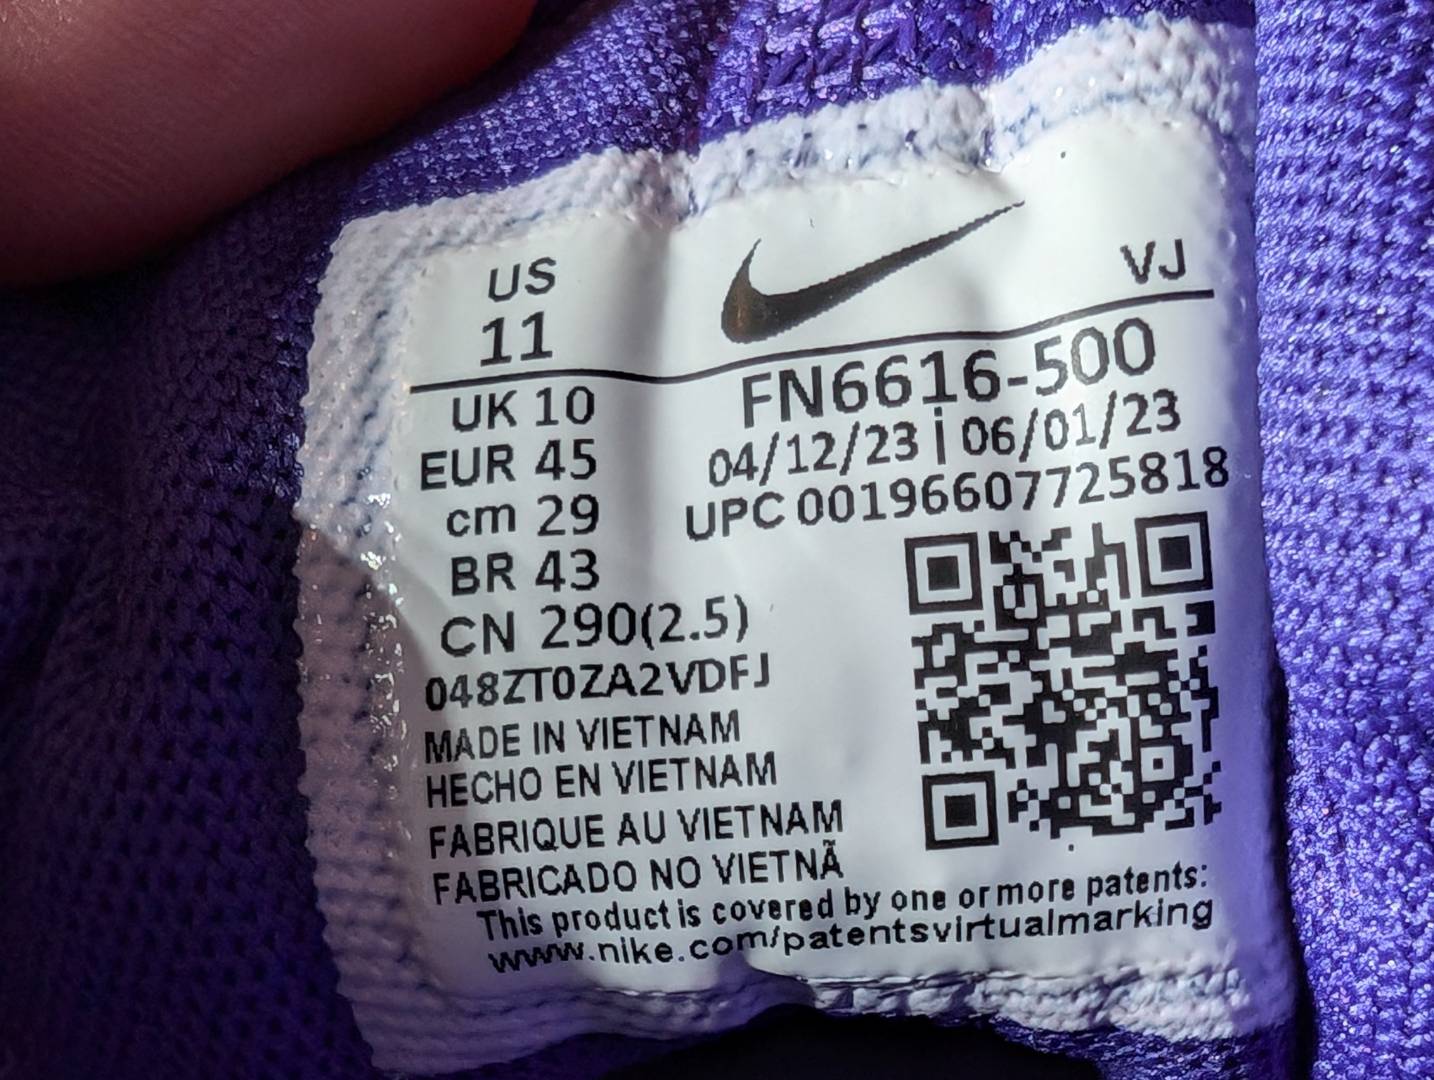 US
11
VJ
UK 10
EUR 45
cm 29
BR 43
CN 290(2.5)
FN6616-500
04/12/23 | 06/01/23
UPC 00196607725818
048ZT0ZA2VDFJ
MADE IN VIETNAM
HECHO EN VIETNAM
FABRIQUE AU VIETNAM
FABRICADO NO VIETNÃ
This product is covered by one or more patents:
www.nike.com/patentsvirtualmarking